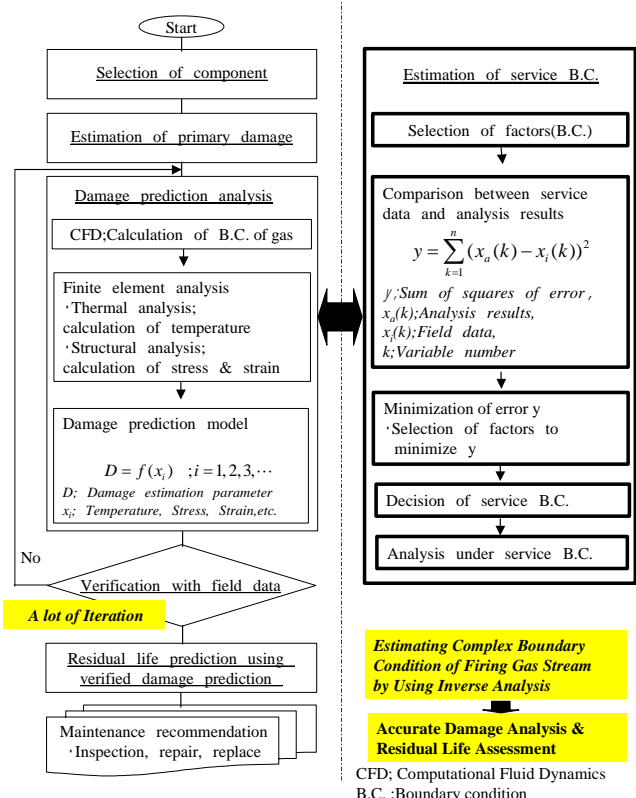 Start
Selection of component
Estimation of primary damage
Damage prediction analysis
CFD;Calculation of B.C. of gas
Finite element analysis
·Thermal analysis;
calculation of temperature
·Structural analysis;
calculation of stress & strain
Damage prediction model
D = f(x_i) ; i = 1, 2, 3, ⋯
D; Damage estimation parameter
x_i; Temperature, Stress, Strain,etc.
No
Verification with field data
A lot of Iteration
Residual life prediction using
verified damage prediction
Maintenance recommendation
·Inspection, repair, replace
Estimation of service B.C.
Selection of factors(B.C.)
Comparison between service
data and analysis results
y = ∑_{k=1}^{n} (x_a(k) − x_i(k))^2
y;Sum of squares of error,
x_a(k);Analysis results,
x_i(k);Field data,
k;Variable number
Minimization of error y
·Selection of factors to
minimize y
Decision of service B.C.
Analysis under service B.C.
Estimating Complex Boundary
Condition of Firing Gas Stream
by Using Inverse Analysis
Accurate Damage Analysis &
Residual Life Assessment
CFD; Computational Fluid Dynamics
B.C. ;Boundary condition